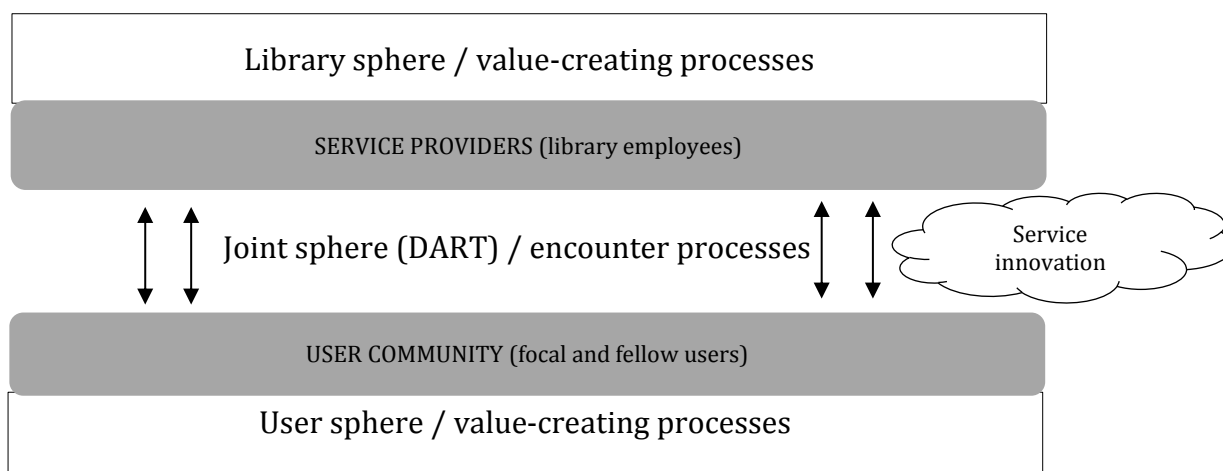 Library sphere / value-creating processes
SERVICE PROVIDERS (library employees)
Joint sphere (DART) / encounter processes
Service
innovation
USER COMMUNITY (focal and fellow users)
User sphere / value-creating processes